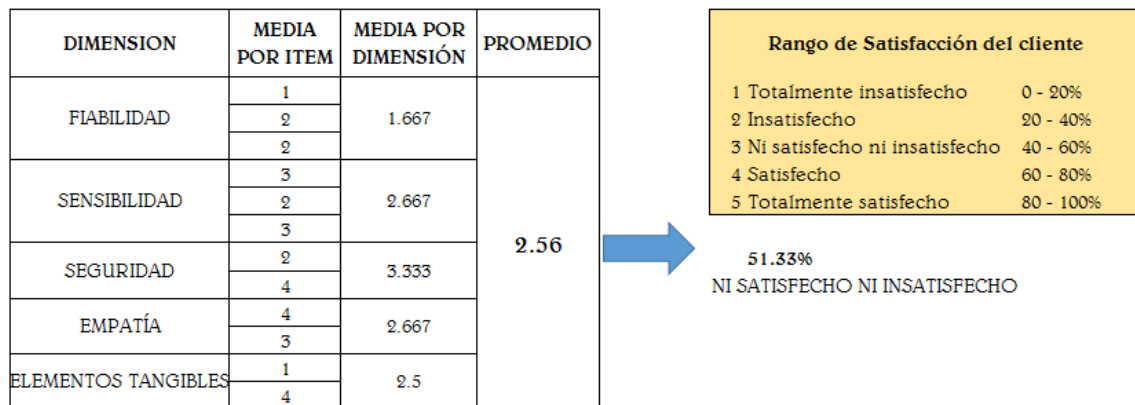 DIMENSION
MEDIA
POR ITEM
MEDIA POR
DIMENSIÓN
PROMEDIO
FIABILIDAD
1
2
2
1.667
SENSIBILIDAD
3
2
3
2.667
SEGURIDAD
2
4
3.333
EMPATÍA
4
3
2.667
ELEMENTOS TANGIBLES
1
4
2.5
2.56
Rango de Satisfacción del cliente
1 Totalmente insatisfecho 0 - 20%
2 Insatisfecho 20 - 40%
3 Ni satisfecho ni insatisfecho 40 - 60%
4 Satisfecho 60 - 80%
5 Totalmente satisfecho 80 - 100%
51.33%
NI SATISFECHO NI INSATISFECHO